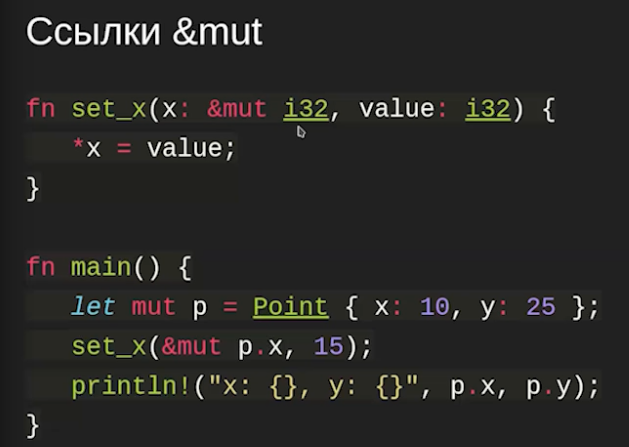 Ссылки &mut
fn set_x(x: &mut i32, value: i32) {
*x = value;
}
fn main() {
let mut p = Point { x: 10, y: 25 };
set_x(&mut p.x, 15);
println!("x: {}, y: {}", p.x, p.y);
}